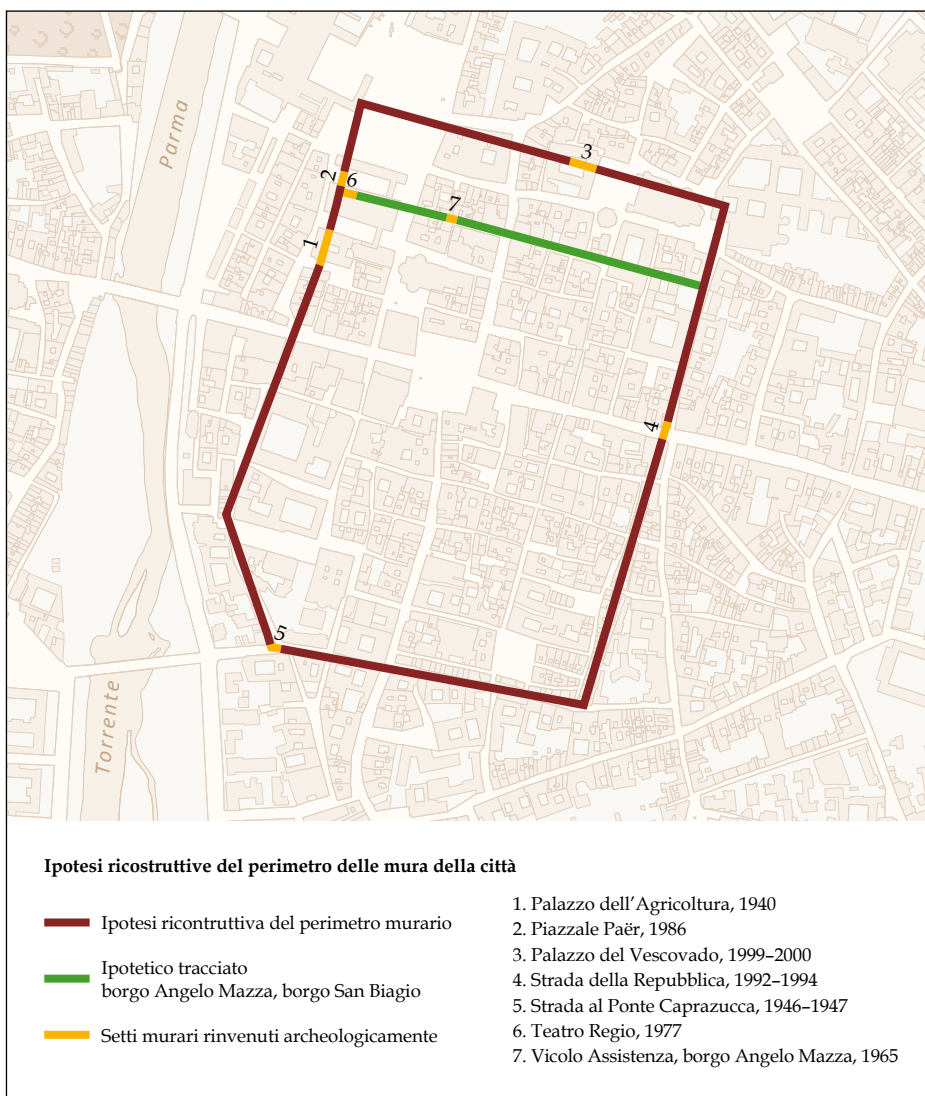 Parma
3
2
6
7
1
4
5
Torrente
Ipotesi ricostruttive del perimetro delle mura della città
Ipotesi ricontruttiva del perimetro murario
Ipotetico tracciato
borgo Angelo Mazza, borgo San Biagio
Setti murari rinvenuti archeologicamente
1. Palazzo dell'Agricoltura, 1940
2. Piazzale Paër, 1986
3. Palazzo del Vescovado, 1999–2000
4. Strada della Repubblica, 1992–1994
5. Strada al Ponte Caprazucca, 1946–1947
6. Teatro Regio, 1977
7. Vicolo Assistenza, borgo Angelo Mazza, 1965